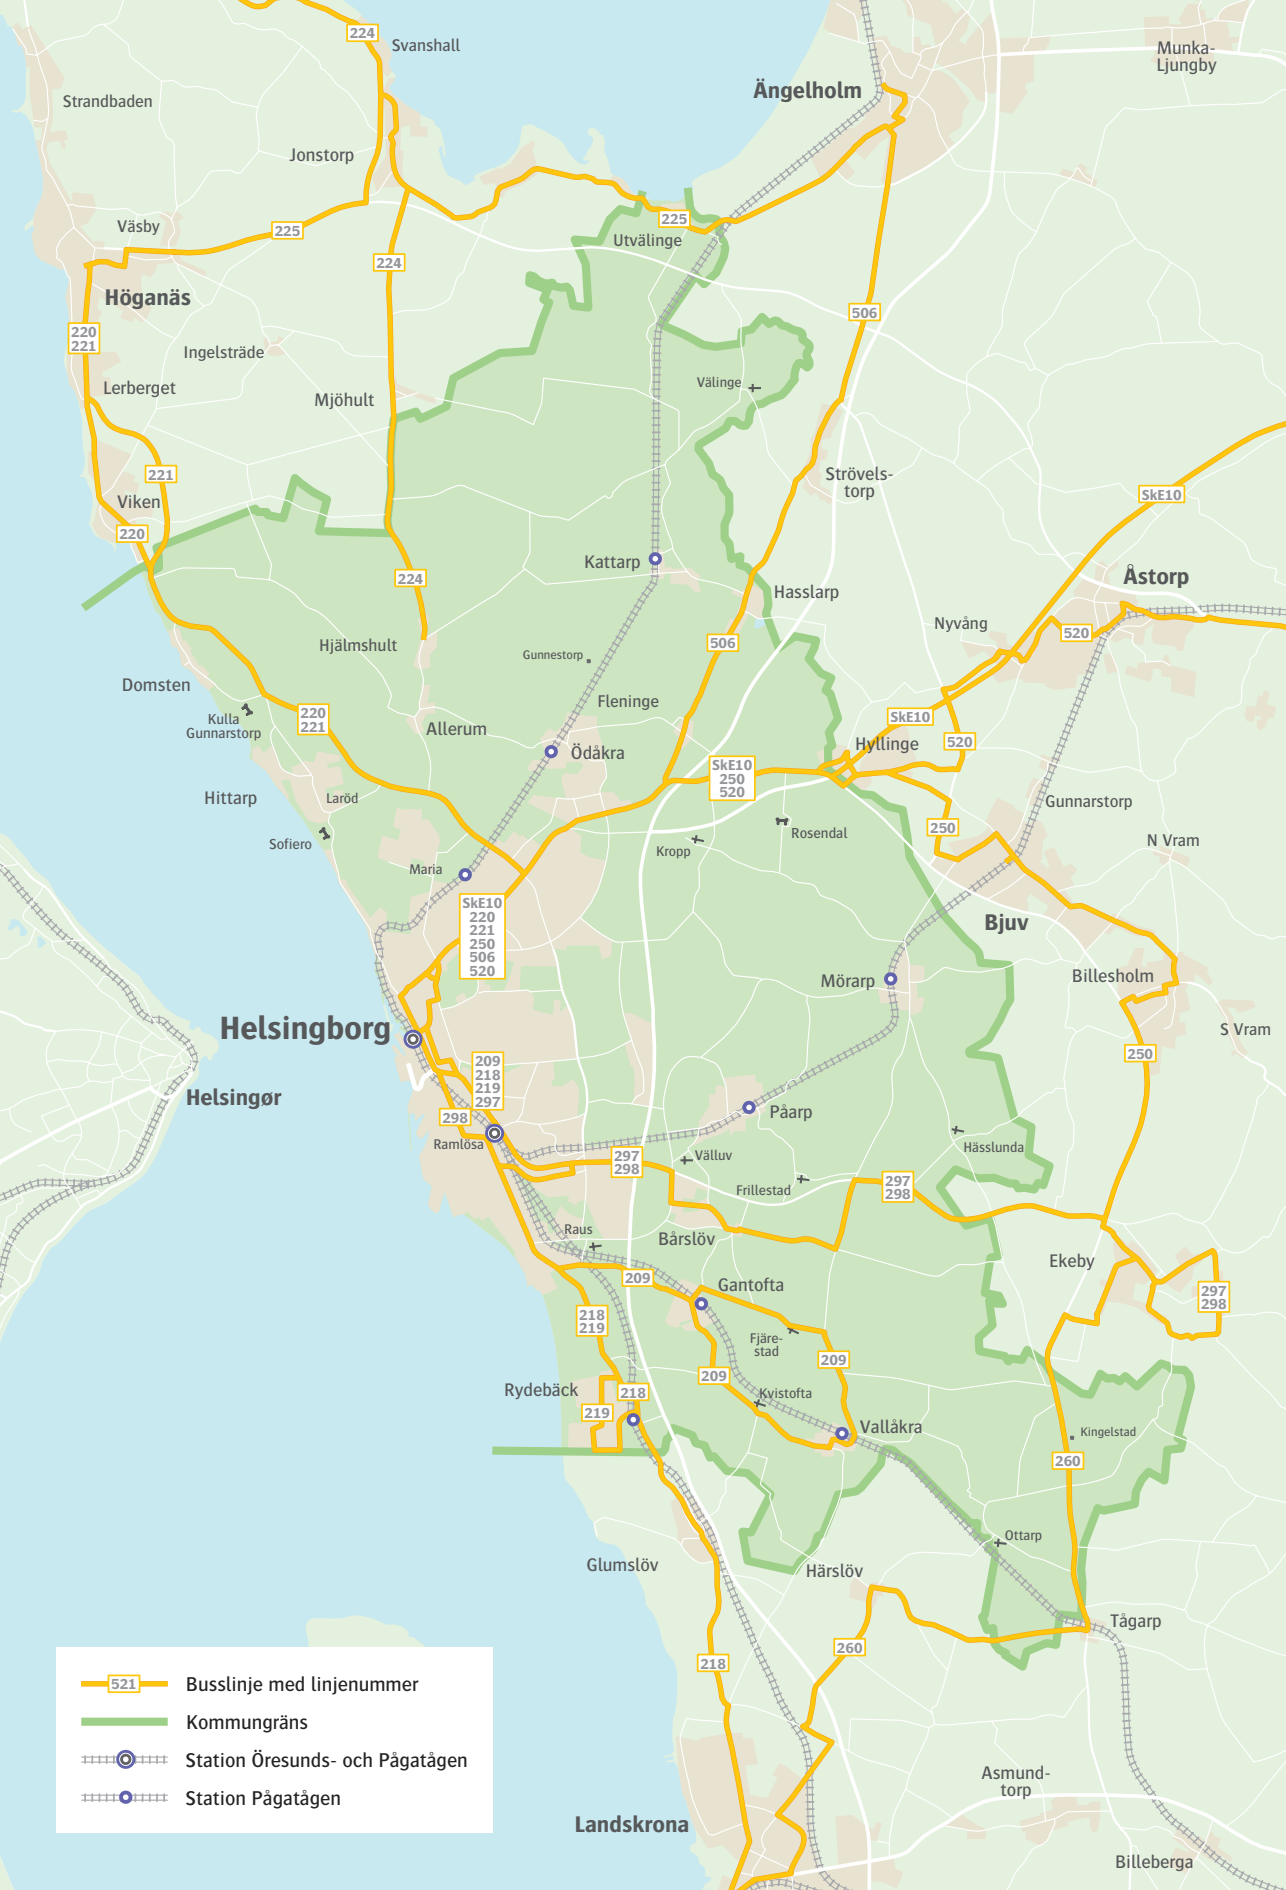 224
Svanshall
Munka-
Ljungby
Ängelholm
Strandbaden
Jonstorp
Väsby
225
225
Utvälinge
224
Höganäs
506
220
221
Ingelsträde
Lerberget
Mjöhult
Välinge
221
Strövels-
torp
Viken
SkE10
220
Kattarp
224
Åstorp
Hasslarp
Nyvång
520
Hjälmshult
506
Gunnestorp
Domsten
Fleninge
Kulla
Gunnarstorp
220
221
SkE10
Allerum
Hyllinge
520
Ödåkra
SkE10
250
520
Hittarp
Laröd
Gunnarstorp
250
Rosendal
Sofiero
Kropp
N Vram
Maria
SkE10
220
221
250
506
520
Bjuv
Mörarp
Billesholm
Helsingborg
S Vram
250
209
218
219
297
Helsingør
298
Påarp
Ramlösa
Välluv
Hässlunda
297
298
Frillestad
297
298
Raus
Bårslöv
Ekeby
209
Gantofta
297
298
218
219
Fjäre-
stad
209
209
Rydebäck
218
Kvistofta
219
Vallåkra
Kingelstad
260
Ottarp
Glumslöv
Härslöv
Tågarp
260
218
521
Busslinje med linjenummer
Kommungräns
Station Öresunds- och Pågatågen
Station Pågatågen
Asmund-
torp
Landskrona
Billeberga